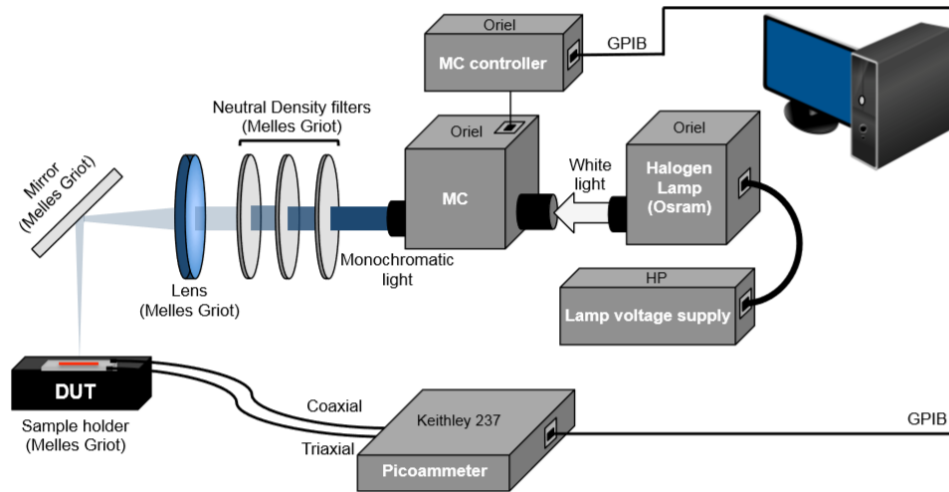 Oriel
MC controller
GPIB
Neutral Density filters
(Melles Griot)
Oriel
MC
White
light
Oriel
Halogen
Lamp
(Osram)
Mirror
(Melles Griot)
Monochromatic
light
Lens
(Melles Griot)
HP
Lamp voltage supply
DUT
Sample holder
(Melles Griot)
Coaxial
Triaxial
Keithley 237
Picoammeter
GPIB